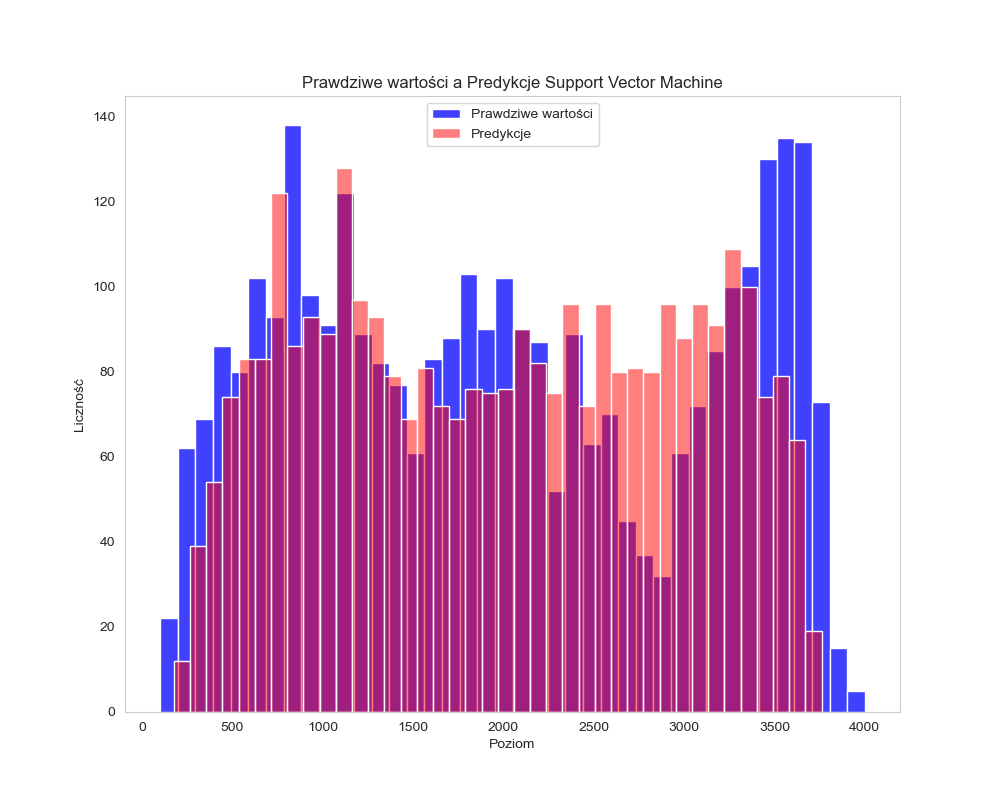 Prawdziwe wartości a Predykcje Support Vector Machine
Prawdziwe wartości
Predykcje
140
120
100
80
60
40
20
0
Liczność
0 500 1000 1500 2000 2500 3000 3500 4000
Poziom